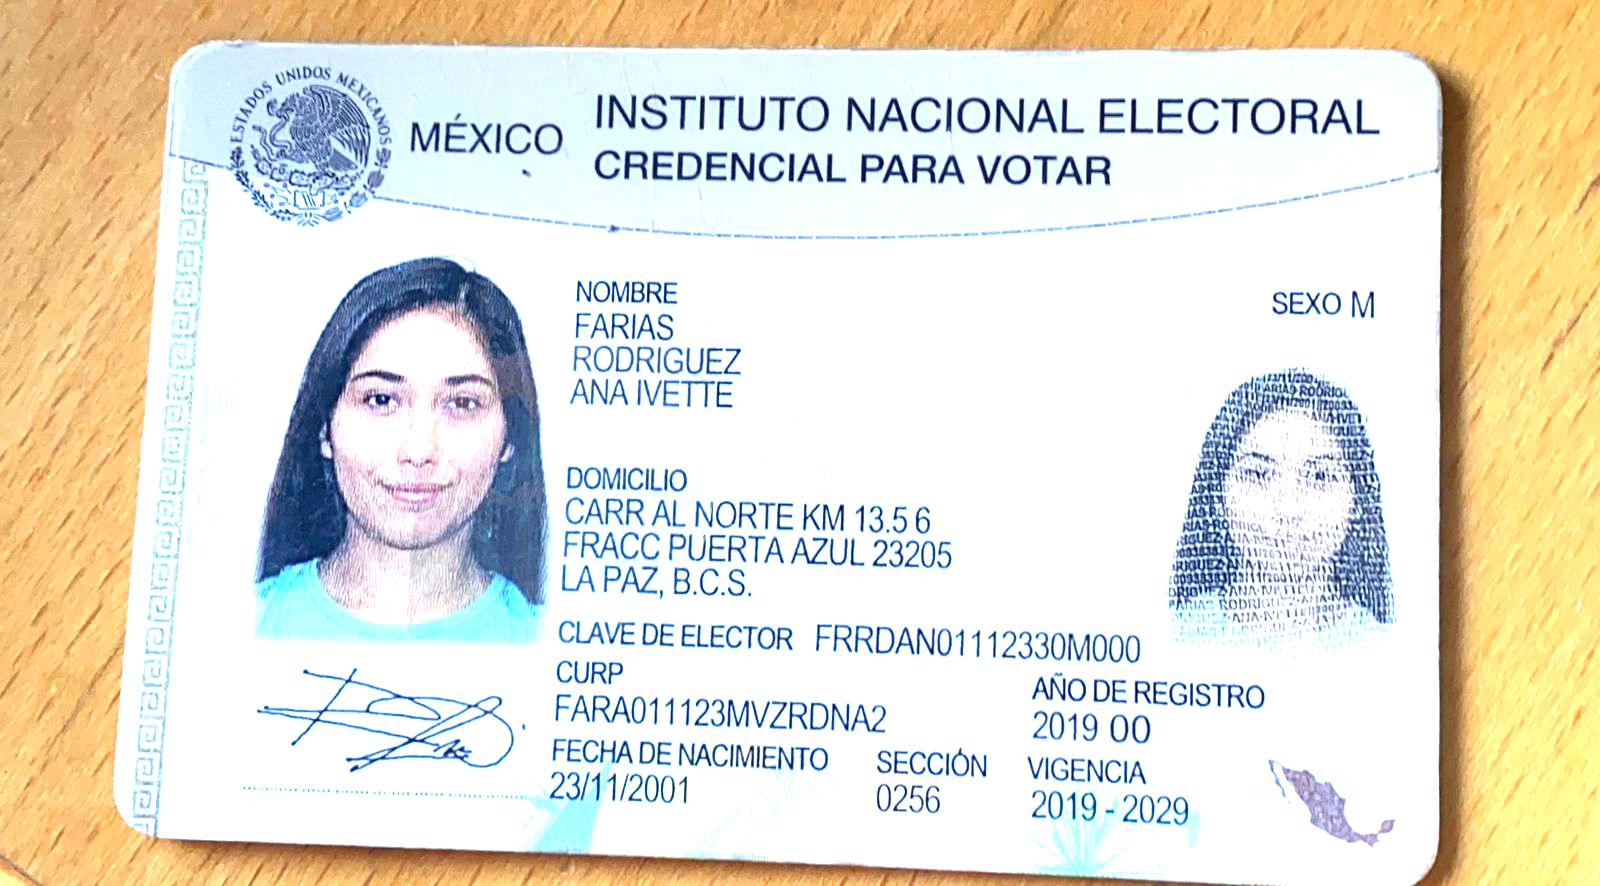 ESTADOS UNIDOS MEXICANOS
MÉXICO
INSTITUTO NACIONAL ELECTORAL
CREDENCIAL PARA VOTAR
NOMBRE
FARIAS
RODRIGUEZ
ANA IVETTE
SEXO M
DOMICILIO
CARR AL NORTE KM 13.5 6
FRACC PUERTA AZUL 23205
LA PAZ, B.C.S.
CLAVE DE ELECTOR FRRDAN01112330M000
CURP
FARA011123MVZRDNA2
AÑO DE REGISTRO
2019 00
FECHA DE NACIMIENTO
23/11/2001
SECCIÓN
0256
VIGENCIA
2019 - 2029